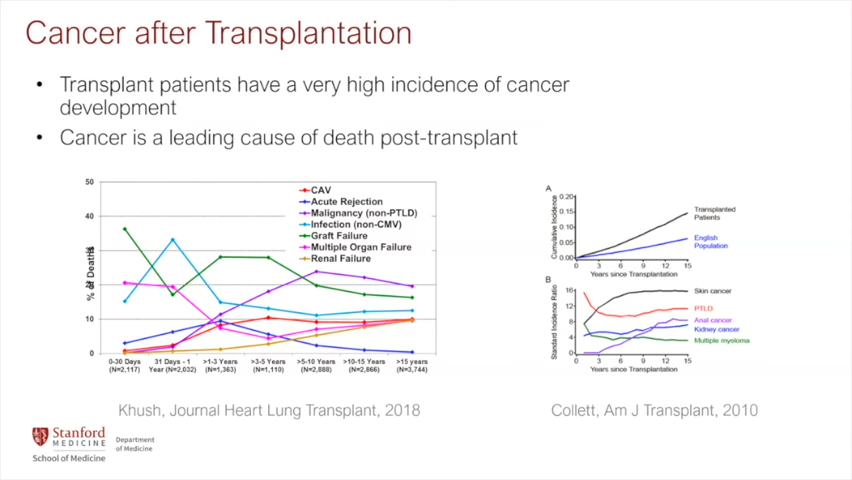 Cancer after Transplantation
• Transplant patients have a very high incidence of cancer
development
• Cancer is a leading cause of death post-transplant
50
40
30
20
10
0
% of Deaths
CAV
Acute Rejection
Malignancy (non-PTLD)
Infection (non-CMV)
Graft Failure
Multiple Organ Failure
Renal Failure
0-30 Days
(N=2,117)
31 Days - 1
Year (N=2,032)
>1-3 Years
(N=1,363)
>3-5 Years
(N=1,110)
>5-10 Years
(N=2,888)
>10-15 Years
(N=2,866)
>15 years
(N=3,744)
Khush, Journal Heart Lung Transplant, 2018
A
Cumulative Incidence
0.20
0.15
0.10
0.05
0.00
Transplanted
Patients
English
Population
0 3 6 9 12 15
Years since Transplantation
B
Standard Incidence Ratio
16
12
8
4
0
Skin cancer
PTLD
Anal cancer
Kidney cancer
Multiple myeloma
0 3 6 9 12 15
Years since Transplantation
Collett, Am J Transplant, 2010
Stanford
MEDICINE
School of Medicine
Department
of Medicine